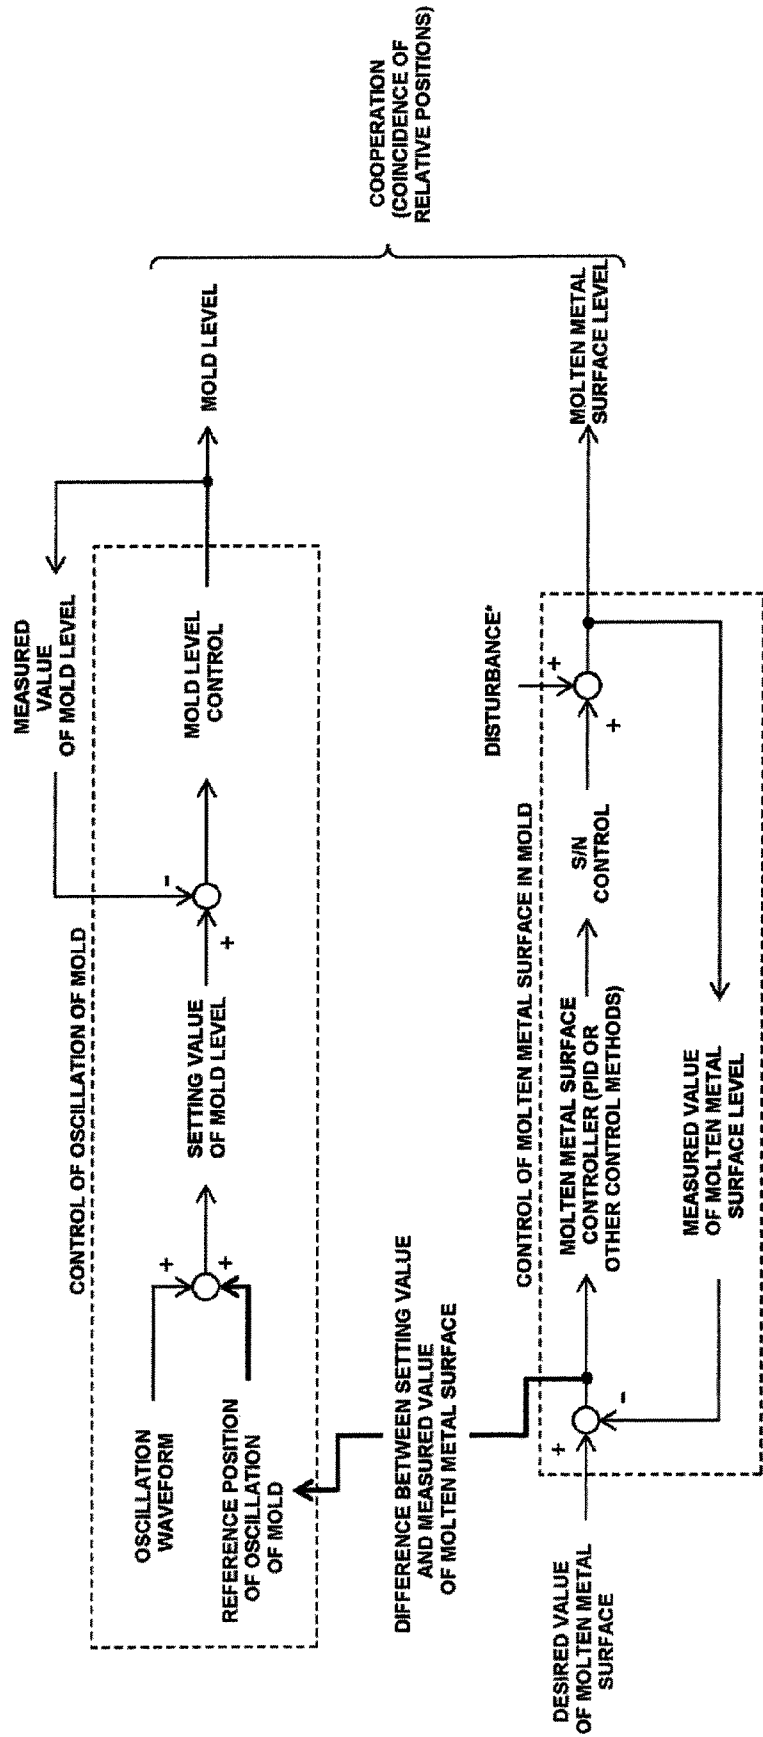 CONTROL OF OSCILLATION OF MOLD
OSCILLATION
WAVEFORM
REFERENCE POSITION
OF OSCILLATION
OF MOLD
+
+
SETTING VALUE
OF MOLD LEVEL
+
-
MOLD LEVEL
CONTROL
MEASURED
VALUE
OF MOLD LEVEL
MOLD LEVEL
COOPERATION
(COINCIDENCE OF
RELATIVE POSITIONS)
DIFFERENCE BETWEEN SETTING VALUE
AND MEASURED VALUE
OF MOLTEN METAL SURFACE
CONTROL OF MOLTEN METAL SURFACE IN MOLD
DESIRED VALUE
OF MOLTEN METAL
SURFACE
+
-
MOLTEN METAL SURFACE
CONTROLLER (PID OR
OTHER CONTROL METHODS)
S/N
CONTROL
DISTURBANCE*
+
+
MOLTEN METAL
SURFACE LEVEL
MEASURED VALUE
OF MOLTEN METAL
SURFACE LEVEL